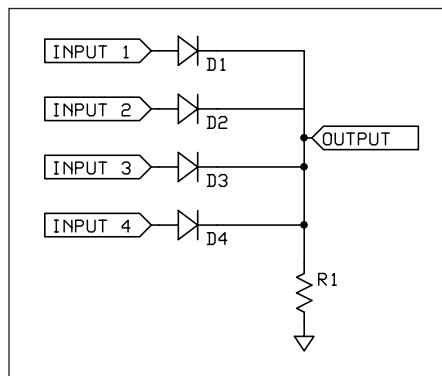 INPUT 1
D1
INPUT 2
D2
OUTPUT
INPUT 3
D3
INPUT 4
D4
R1